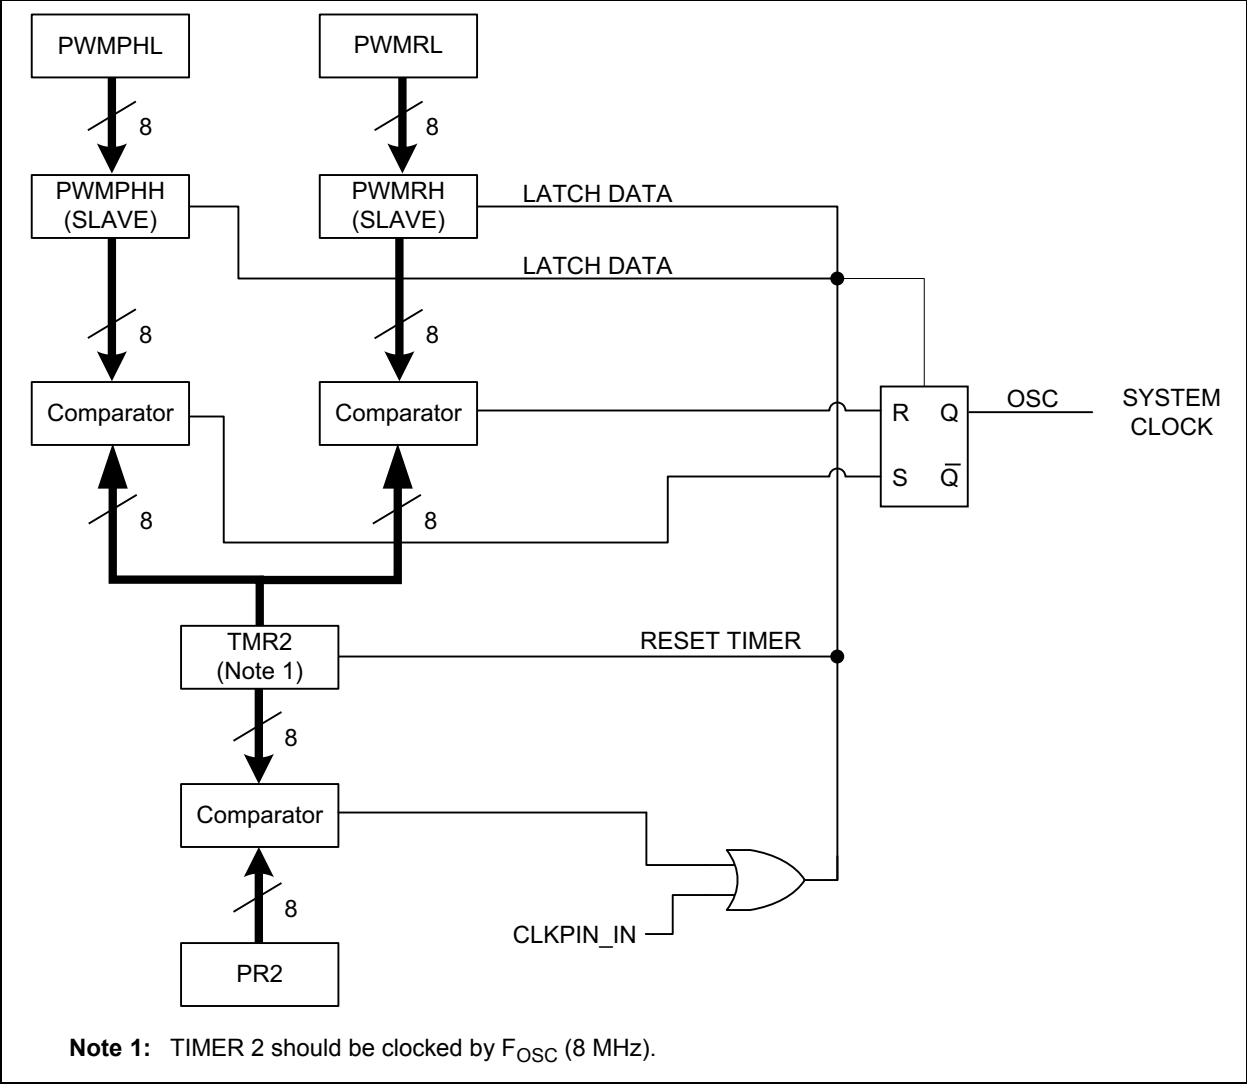 PWMPHL
PWMRL
8
8
PWMPHH
(SLAVE)
PWMRH
(SLAVE)
LATCH DATA
LATCH DATA
8
8
Comparator
Comparator
R Q
S Q̅
OSC
SYSTEM
CLOCK
8
8
TMR2
(Note 1)
RESET TIMER
8
Comparator
8
CLKPIN_IN
PR2
Note 1: TIMER 2 should be clocked by FOSC (8 MHz).